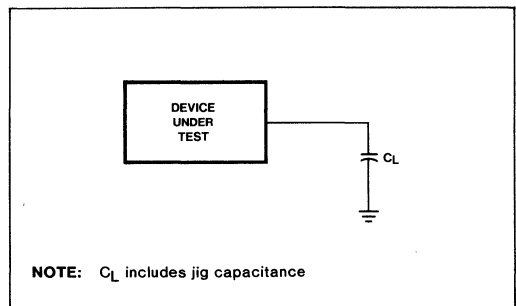 DEVICE
UNDER
TEST
CL
NOTE: CL includes jig capacitance